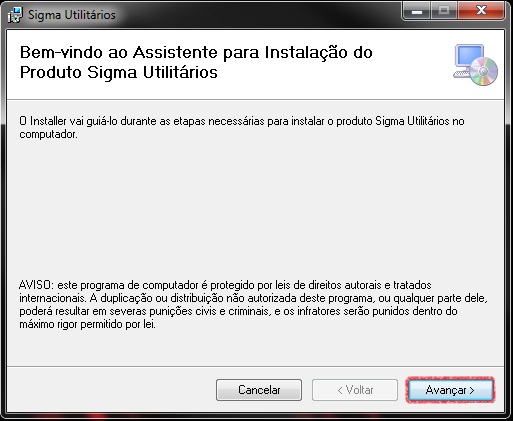 Sigma Utilitários
Bem-vindo ao Assistente para Instalação do
Produto Sigma Utilitários
O Installer vai guiá-lo durante as etapas necessárias para instalar o produto Sigma Utilitários no
computador.
AVISO: este programa de computador é protegido por leis de direitos autorais e tratados
internacionais. A duplicação ou distribuição não autorizada deste programa, ou qualquer parte dele,
poderá resultar em severas punições civis e criminais, e os infratores serão punidos dentro do
máximo rigor permitido por lei.
Cancelar
< Voltar
Avançar >